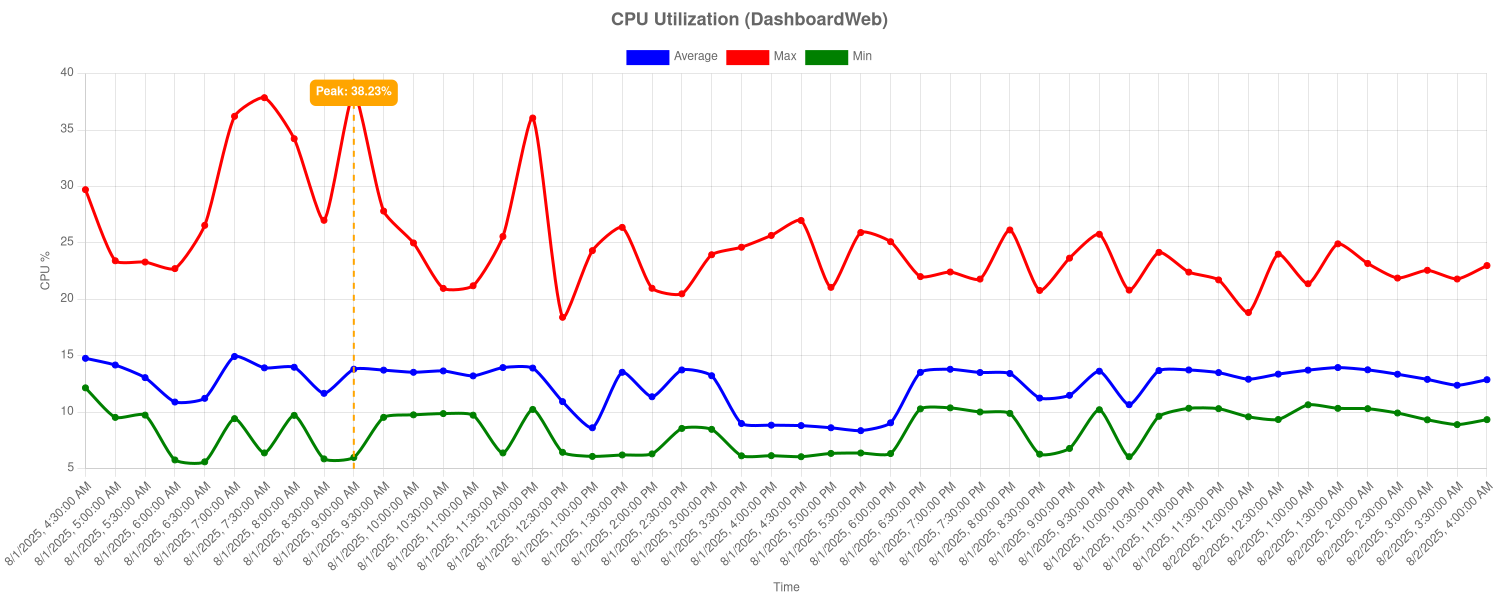 CPU Utilization (DashboardWeb)
Average Max Min
40
Peak: 38.23%
35
30
25
20
15
10
5
CPU %
8/1/2025, 4:30:00 AM
8/1/2025, 5:00:00 AM
8/1/2025, 5:30:00 AM
8/1/2025, 6:00:00 AM
8/1/2025, 6:30:00 AM
8/1/2025, 7:00:00 AM
8/1/2025, 7:30:00 AM
8/1/2025, 8:00:00 AM
8/1/2025, 8:30:00 AM
8/1/2025, 9:00:00 AM
8/1/2025, 9:30:00 AM
8/1/2025, 10:00:00 AM
8/1/2025, 10:30:00 AM
8/1/2025, 11:00:00 AM
8/1/2025, 11:30:00 AM
8/1/2025, 12:00:00 PM
8/1/2025, 12:30:00 PM
8/1/2025, 1:00:00 PM
8/1/2025, 1:30:00 PM
8/1/2025, 2:00:00 PM
8/1/2025, 2:30:00 PM
8/1/2025, 3:00:00 PM
8/1/2025, 3:30:00 PM
8/1/2025, 4:00:00 PM
8/1/2025, 4:30:00 PM
8/1/2025, 5:00:00 PM
8/1/2025, 5:30:00 PM
8/1/2025, 6:00:00 PM
8/1/2025, 6:30:00 PM
8/1/2025, 7:00:00 PM
8/1/2025, 7:30:00 PM
8/1/2025, 8:00:00 PM
8/1/2025, 8:30:00 PM
8/1/2025, 9:00:00 PM
8/1/2025, 9:30:00 PM
8/1/2025, 10:00:00 PM
8/1/2025, 10:30:00 PM
8/1/2025, 11:00:00 PM
8/1/2025, 11:30:00 PM
8/2/2025, 12:00:00 AM
8/2/2025, 12:30:00 AM
8/2/2025, 1:00:00 AM
8/2/2025, 1:30:00 AM
8/2/2025, 2:00:00 AM
8/2/2025, 2:30:00 AM
8/2/2025, 3:00:00 AM
8/2/2025, 3:30:00 AM
8/2/2025, 4:00:00 AM
Time